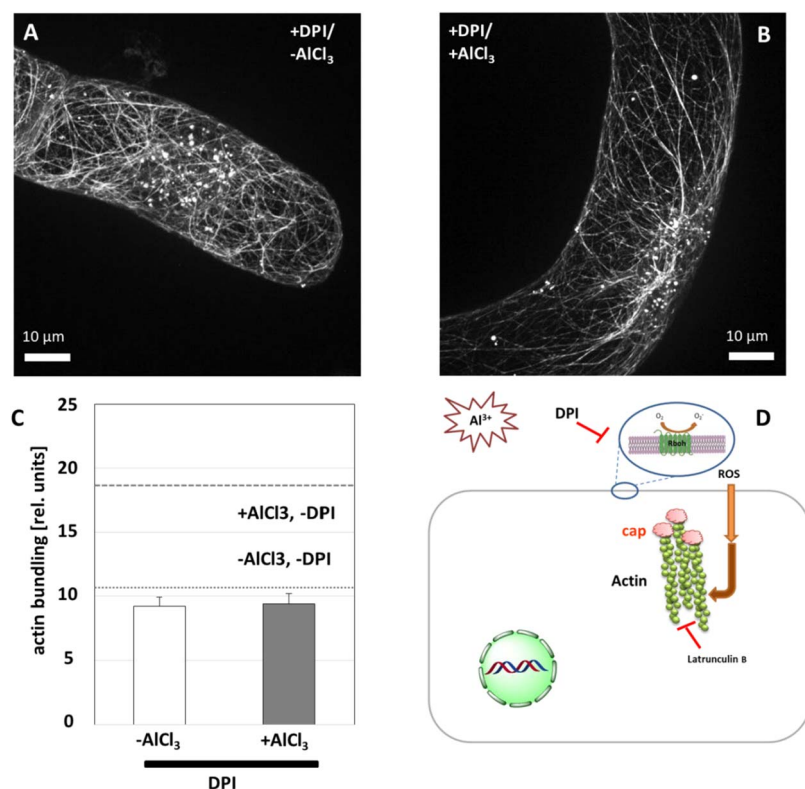 A
+DPI/
-AlCl₃
10 µm
+DPI/
+AlCl₃
B
10 µm
C
25
20
15
10
5
0
actin bundling [rel. units]
+AlCl3, -DPI
-AlCl3, -DPI
-AlCl₃
+AlCl₃
DPI
Al³⁺
DPI
O₂
O₂⁻
Rboh
D
ROS
cap
Actin
Latrunculin B